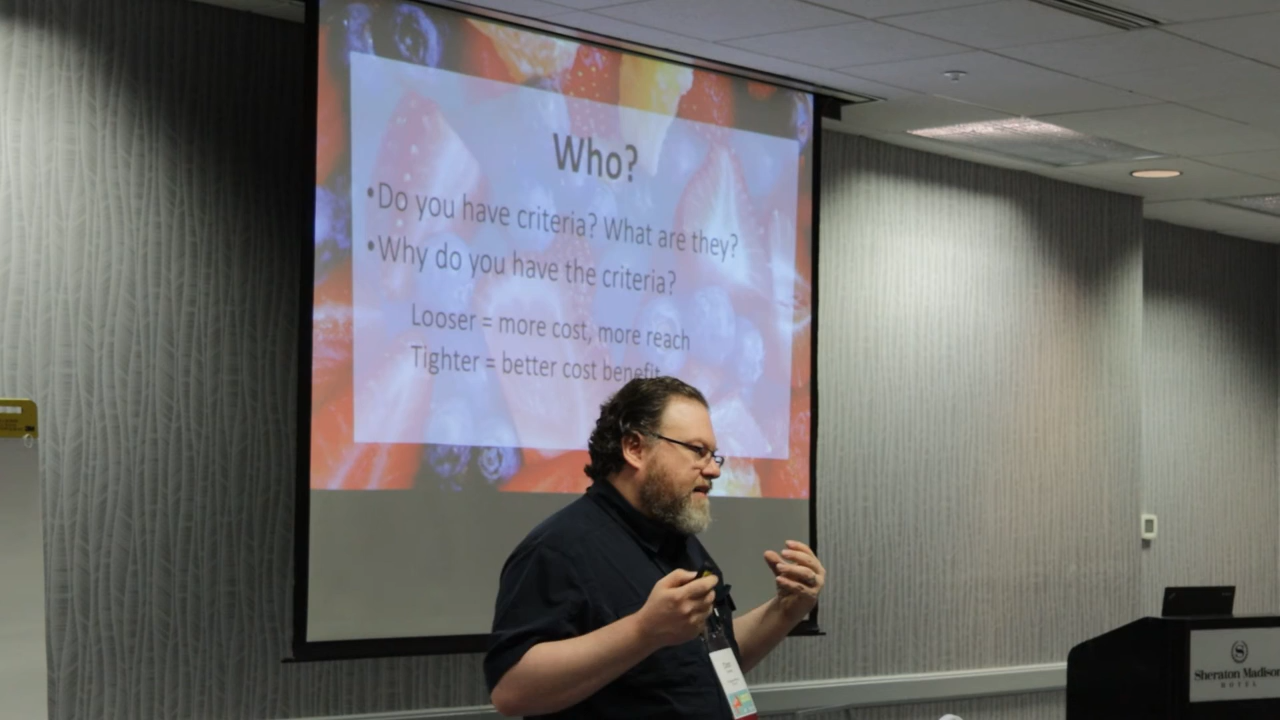 Who?
•Do you have criteria? What are they?
•Why do you have the criteria?
Looser = more cost, more reach
Tighter = better cost benefit
Sheraton Madison
HOTEL